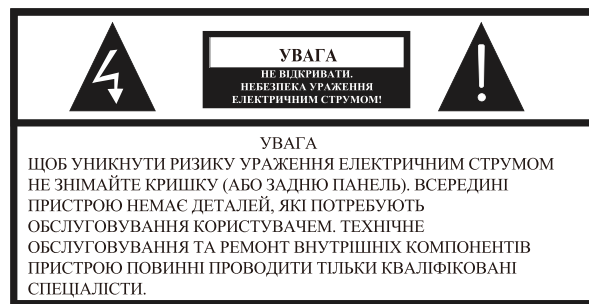 УВАГА
НЕ ВІДКРИВАТИ.
НЕБЕЗПЕКА УРАЖЕННЯ
ЕЛЕКТРИЧНИМ СТРУМОМ!
УВАГА
ЩОБ УНИКНУТИ РИЗИКУ УРАЖЕННЯ ЕЛЕКТРИЧНИМ СТРУМОМ
НЕ ЗНІМАЙТЕ КРИШКУ (АБО ЗАДНЮ ПАНЕЛЬ). ВСЕРЕДИНІ
ПРИСТРОЮ НЕМАЄ ДЕТАЛЕЙ, ЯКІ ПОТРЕБУЮТЬ
ОБСЛУГОВУВАННЯ КОРИСТУВАЧЕМ. ТЕХНІЧНЕ
ОБСЛУГОВУВАННЯ ТА РЕМОНТ ВНУТРІШНІХ КОМПОНЕНТІВ
ПРИСТРОЮ ПОВИННІ ПРОВОДИТИ ТІЛЬКИ КВАЛІФІКОВАНІ
СПЕЦІАЛІСТИ.